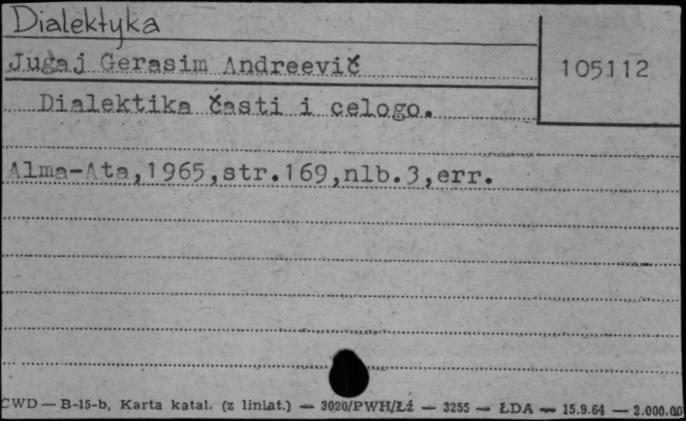 Dialektyka
Jugaj Gerasim Andreevič
105112
Dialektika časti i celogo.
Alma-Ata,1965,str.169,nlb.3,err.
CWD — B-15-b, Karta katal. (z liniat.) — 3020/PWH/Łź — 3255 — ŁDA — 15.9.64 — 2.000.00